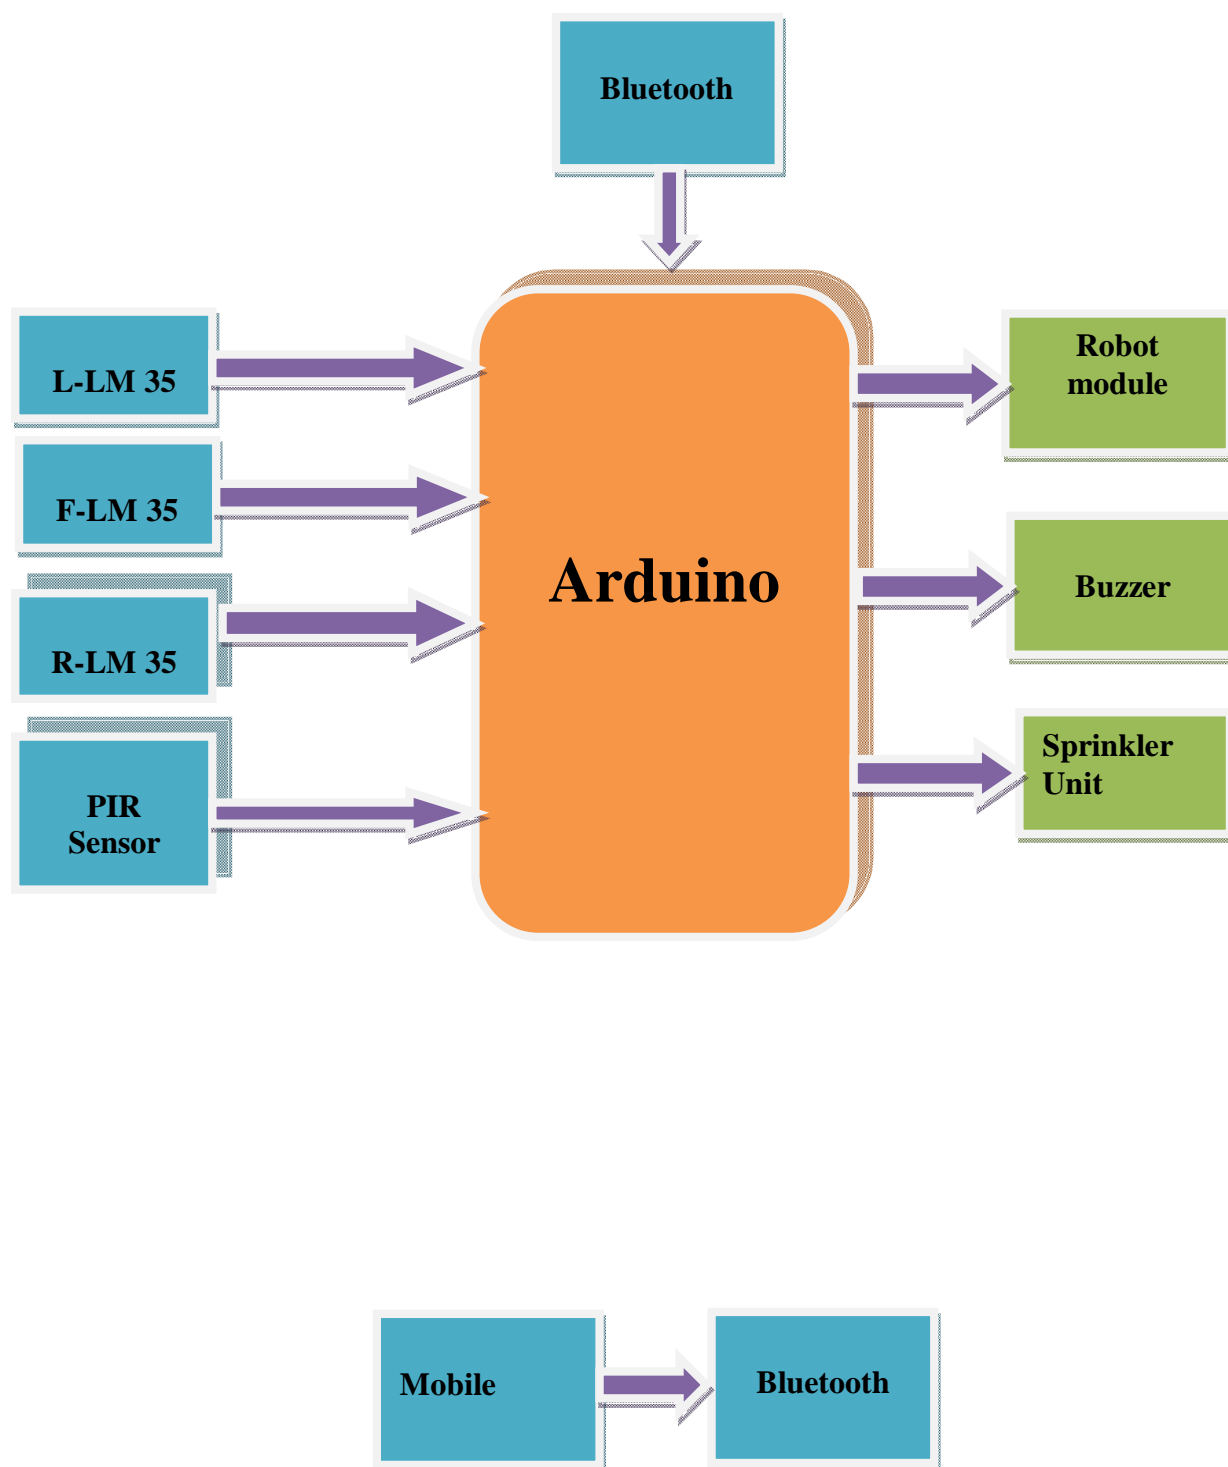 Bluetooth
L-LM 35
F-LM 35
R-LM 35
PIR
Sensor
Arduino
Robot
module
Buzzer
Sprinkler
Unit
Mobile
Bluetooth